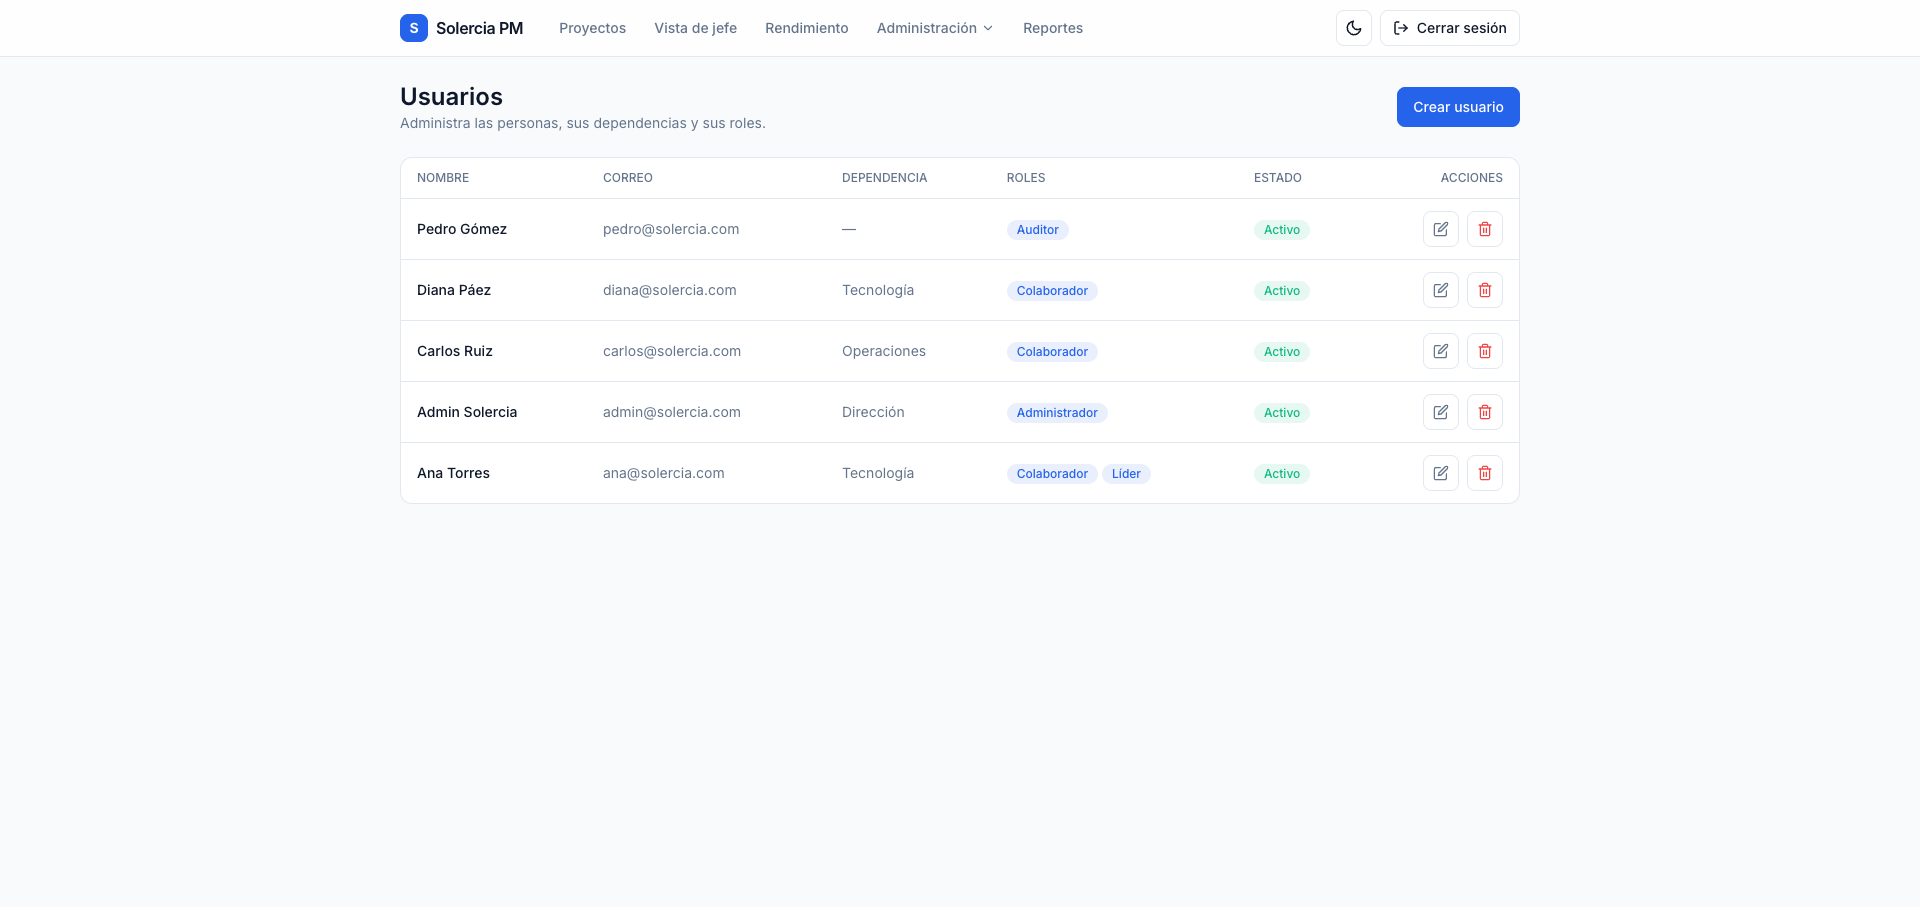 S Solercia PM Proyectos Vista de jefe Rendimiento Administración Reportes Cerrar sesión
Usuarios
Administra las personas, sus dependencias y sus roles.
Crear usuario
NOMBRE CORREO DEPENDENCIA ROLES ESTADO ACCIONES
Pedro Gómez pedro@solercia.com — Auditor Activo
Diana Páez diana@solercia.com Tecnología Colaborador Activo
Carlos Ruiz carlos@solercia.com Operaciones Colaborador Activo
Admin Solercia admin@solercia.com Dirección Administrador Activo
Ana Torres ana@solercia.com Tecnología Colaborador Líder Activo